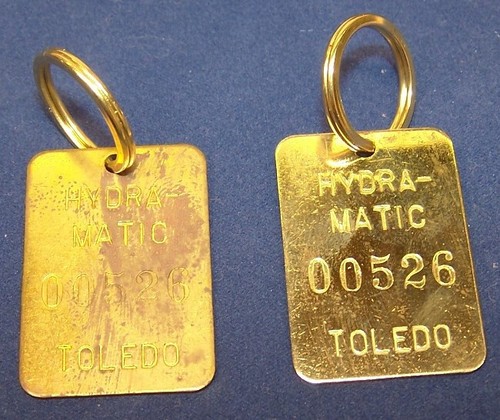 HYDRA-
MATIC
00526
TOLEDO
HYDRA-
MATIC
00526
TOLEDO